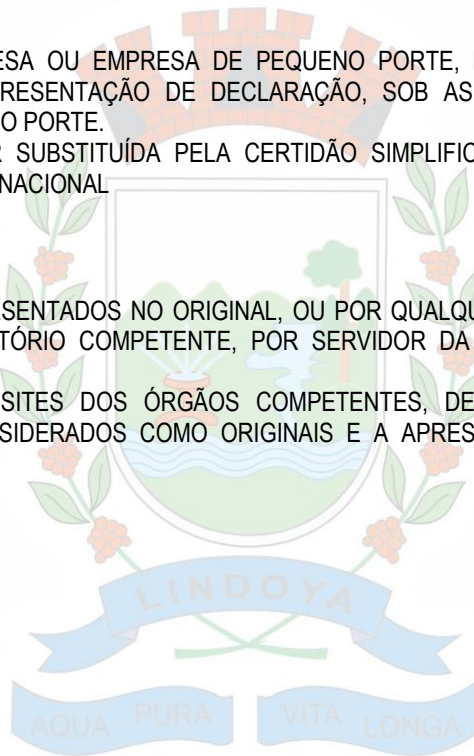 ESA OU EMPRESA DE PEQUENO PORTE,
RESENTAÇÃO DE DECLARAÇÃO, SOB AS
O PORTE.
R SUBSTITUÍDA PELA CERTIDÃO SIMPLIFIC
NACIONAL
ESENTADOS NO ORIGINAL, OU POR QUALQU
TÓRIO COMPETENTE, POR SERVIDOR DA
SITES DOS ÓRGÃOS COMPETENTES, DE
SIDERADOS COMO ORIGINAIS E A APRES
LINDOYA
AQUA PURA VITA LONGA